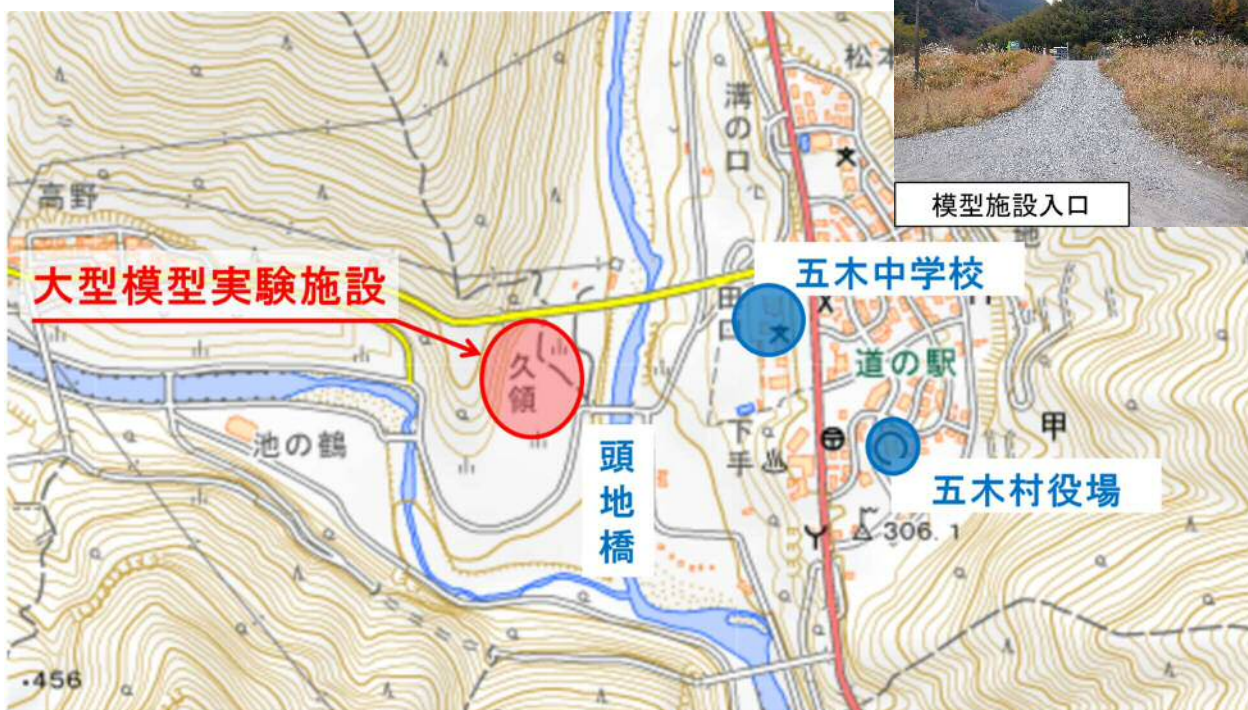 松本
溝の口
模型施設入口
高野
地
大型模型実験施設
五木中学校
田口
久領
道の駅
池の鶴
下手
甲
頭地橋
五木村役場
306.1
・456